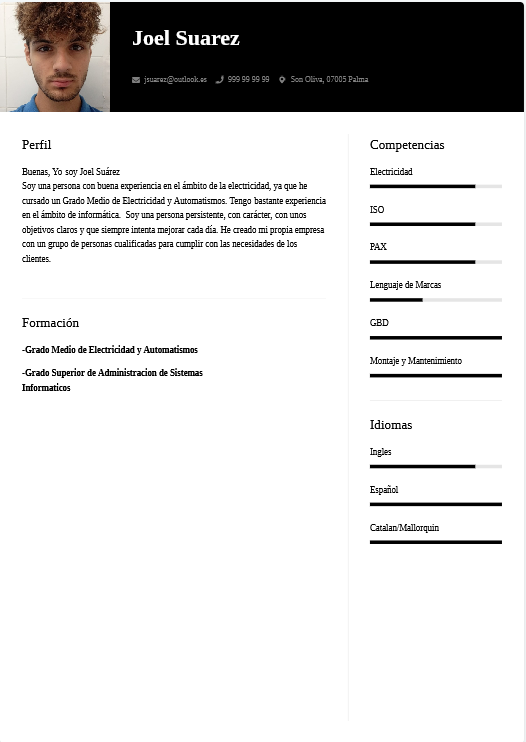 Joel Suarez
jsuarez@outlook.es 999 99 99 99 Son Oliva, 07005 Palma
Perfil
Buenas, Yo soy Joel Suárez
Soy una persona con buena experiencia en el ámbito de la electricidad, ya que he
cursado un Grado Medio de Electricidad y Automatismos. Tengo bastante experiencia
en el ámbito de informática. Soy una persona persistente, con carácter, con unos
objetivos claros y que siempre intenta mejorar cada día. He creado mi propia empresa
con un grupo de personas cualificadas para cumplir con las necesidades de los
clientes.
Formación
-Grado Medio de Electricidad y Automatismos
-Grado Superior de Administracion de Sistemas
Informaticos
Competencias
Electricidad
ISO
PAX
Lenguaje de Marcas
GBD
Montaje y Mantenimiento
Idiomas
Ingles
Español
Catalan/Mallorquin